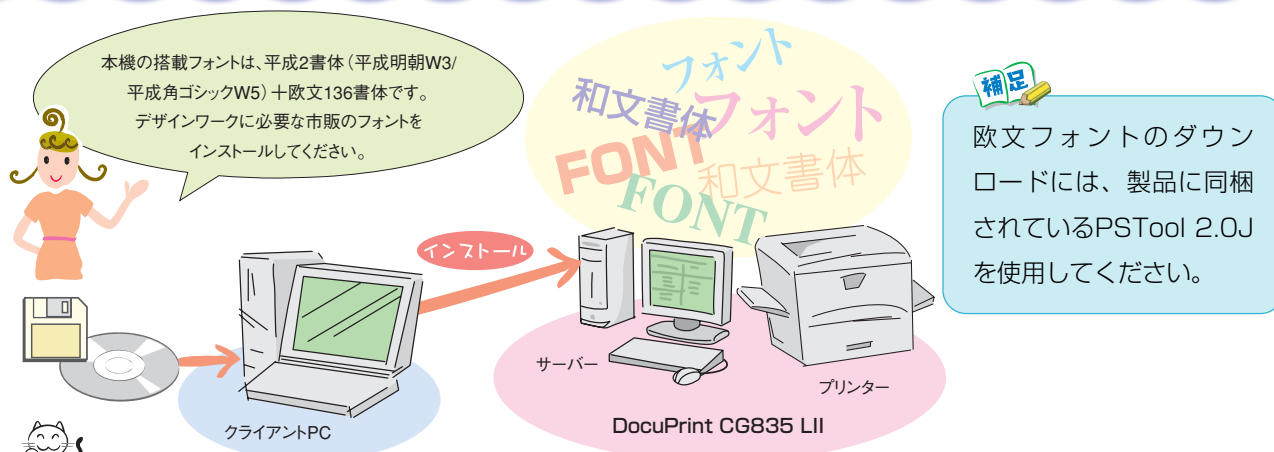 本機の搭載フォントは、平成2書体(平成明朝W3/
平成角ゴシックW5)+欧文136書体です。
デザインワークに必要な市販のフォントを
インストールしてください。
フォント
和文書体
フォント
FONT
和文書体
FONT
補足
欧文フォントのダウン
ロードには、製品に同梱
されているPSTool 2.0J
を使用してください。
インストール
サーバー
プリンター
クライアントPC
DocuPrint CG835 LII